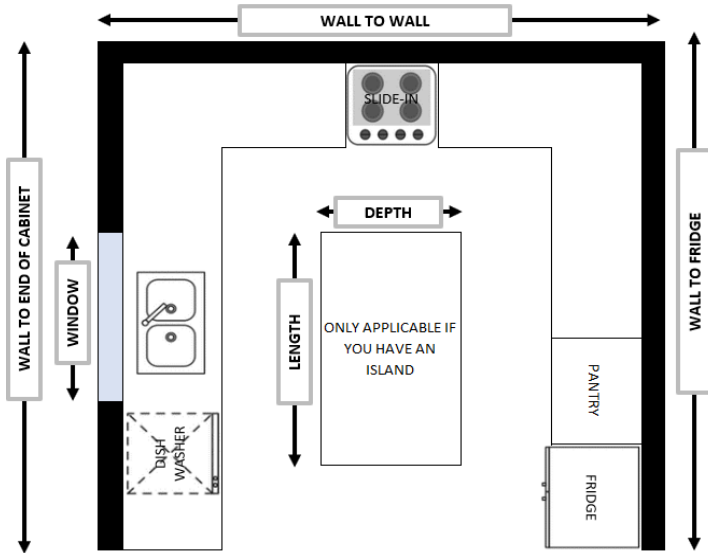 WALL TO WALL
SLIDE-IN
WALL TO END OF CABINET
WINDOW
DEPTH
LENGTH
ONLY APPLICABLE IF
YOU HAVE AN
ISLAND
WALL TO FRIDGE
PANTRY
DISH
WASHER
FRIDGE